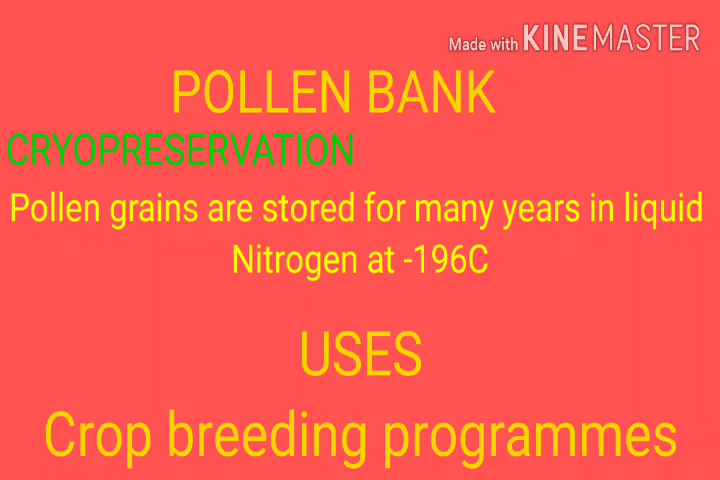 Made with KINEMASTER
POLLEN BANK
CRYOPRESERVATION
Pollen grains are stored for many years in liquid
Nitrogen at -196C
USES
Crop breeding programmes